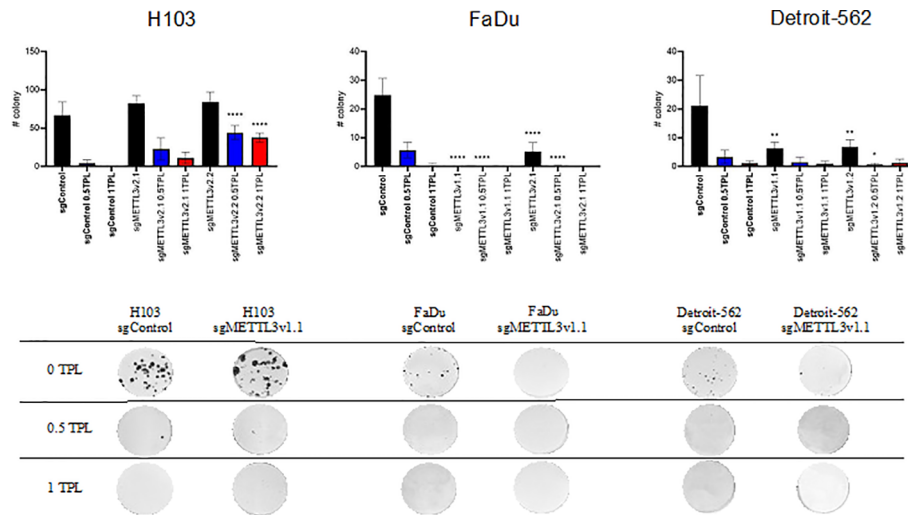 H103
FaDu
Detroit-562
# colony
150
100
50
0
**** ****
sgControl
sgControl 0.5TPL
sgControl 1TPL
sgMETTL3v2.1
sgMETTL3v2.1 0.5TPL
sgMETTL3v2.1 1TPL
sgMETTL3v2.2
sgMETTL3v2.2 0.5TPL
sgMETTL3v2.2 1TPL
# colony
40
30
20
10
0
**** **** **** ****
sgControl
sgControl 0.5TPL
sgControl 1TPL
sgMETTL3v1.1
sgMETTL3v1.1 0.5TPL
sgMETTL3v1.1 1TPL
sgMETTL3v2.1
sgMETTL3v2.1 0.5TPL
sgMETTL3v2.1 1TPL
# colony
40
30
20
10
0
** ** *
sgControl
sgControl 0.5TPL
sgControl 1TPL
sgMETTL3v1.1
sgMETTL3v1.1 0.5TPL
sgMETTL3v1.1 1TPL
sgMETTL3v1.2
sgMETTL3v1.2 0.5TPL
sgMETTL3v1.2 1TPL
H103 H103 FaDu FaDu Detroit-562 Detroit-562
sgControl sgMETTL3v1.1 sgControl sgMETTL3v1.1 sgControl sgMETTL3v1.1
0 TPL
0.5 TPL
1 TPL